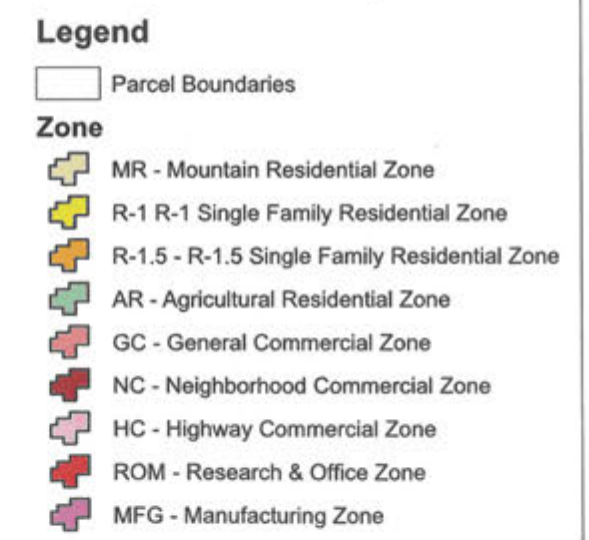 Legend
Parcel Boundaries
Zone
MR - Mountain Residential Zone
R-1 R-1 Single Family Residential Zone
R-1.5 - R-1.5 Single Family Residential Zone
AR - Agricultural Residential Zone
GC - General Commercial Zone
NC - Neighborhood Commercial Zone
HC - Highway Commercial Zone
ROM - Research & Office Zone
MFG - Manufacturing Zone